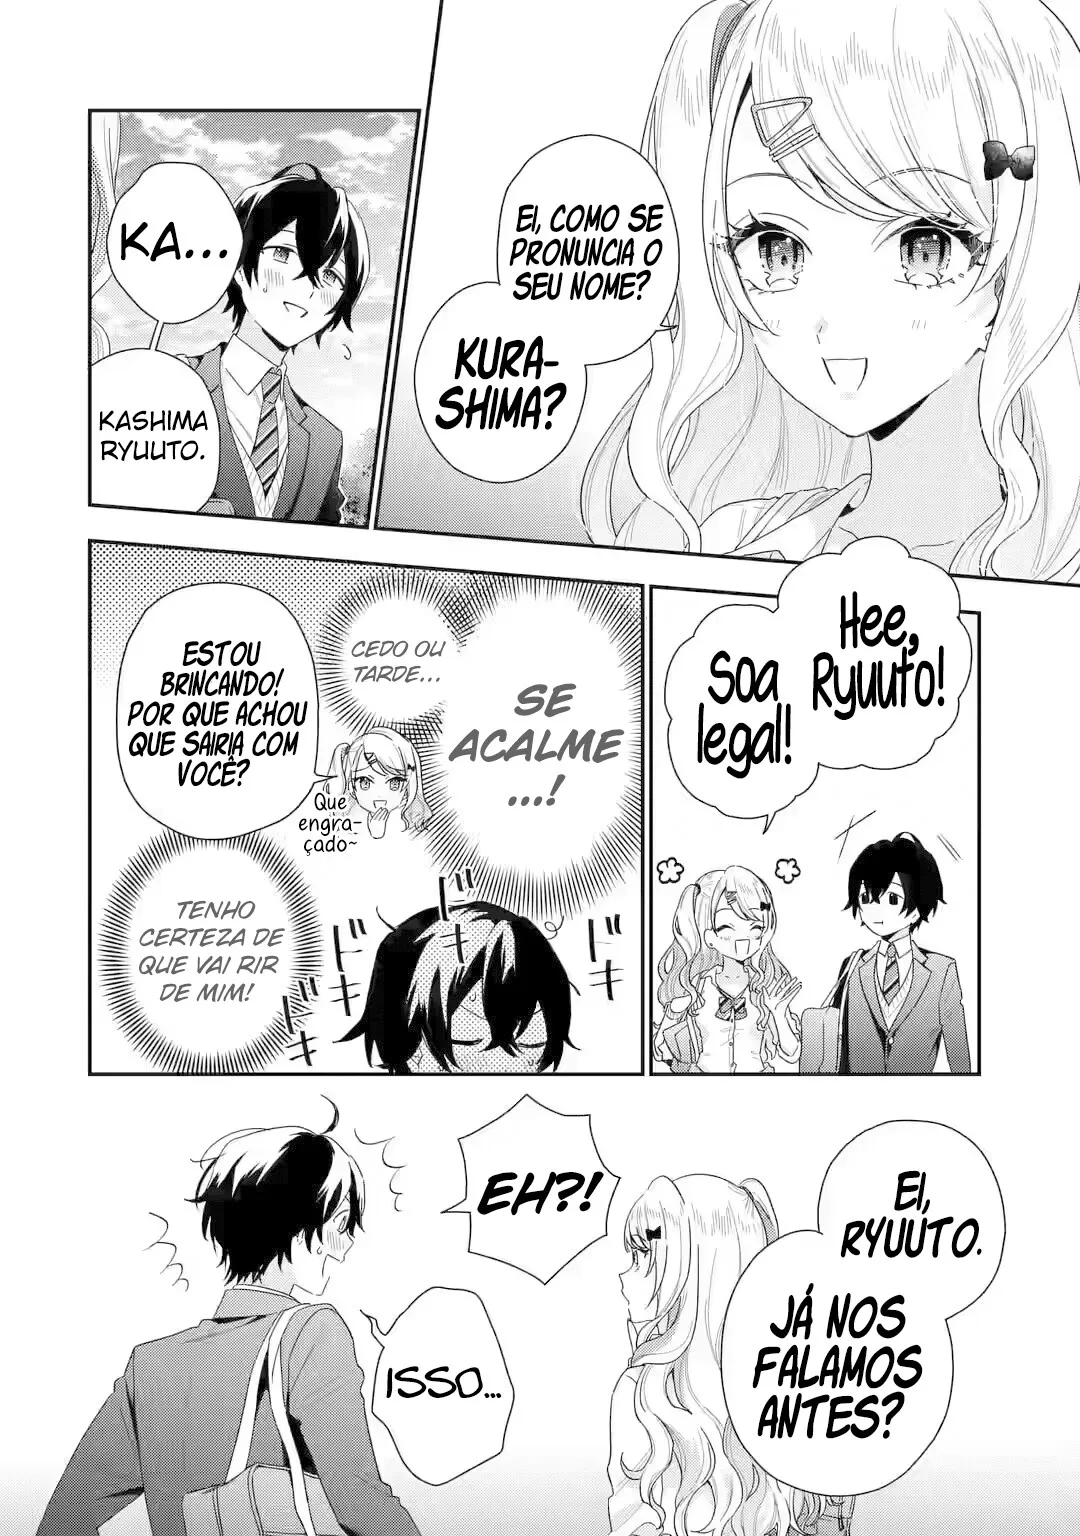 EI, COMO SE
PRONUNCIA O
SEU NOME?
KURA-
SHIMA?
KA...
KASHIMA
RYUUTO.
Hee,
Ryuuto!
Soa
legal!
SE
ACALME
...!
CEDO OU
TARDE...
ESTOU
BRINCANDO!
POR QUE ACHOU
QUE SAIRIA COM
VOCÊ?
Que
engra-
çado~
TENHO
CERTEZA DE
QUE VAI RIR
DE MIM!
ドキ
ドキ
ドキ
EI,
RYUUTO.
JÁ NOS
FALAMOS
ANTES?
EH?!
ISSO...